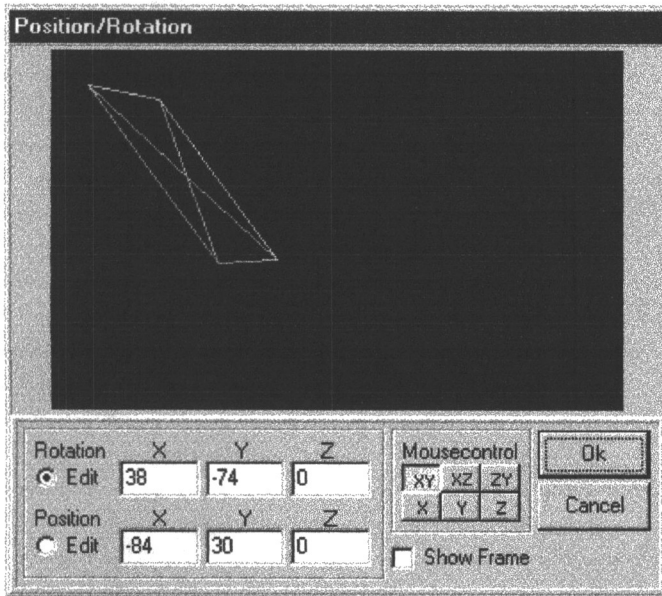 Position/Rotation
Rotation X Y Z
Edit 38 -74 0
Position X Y Z
Edit -84 30 0
Mousecontrol
XY XZ ZY
X Y Z
Show Frame
Ok
Cancel